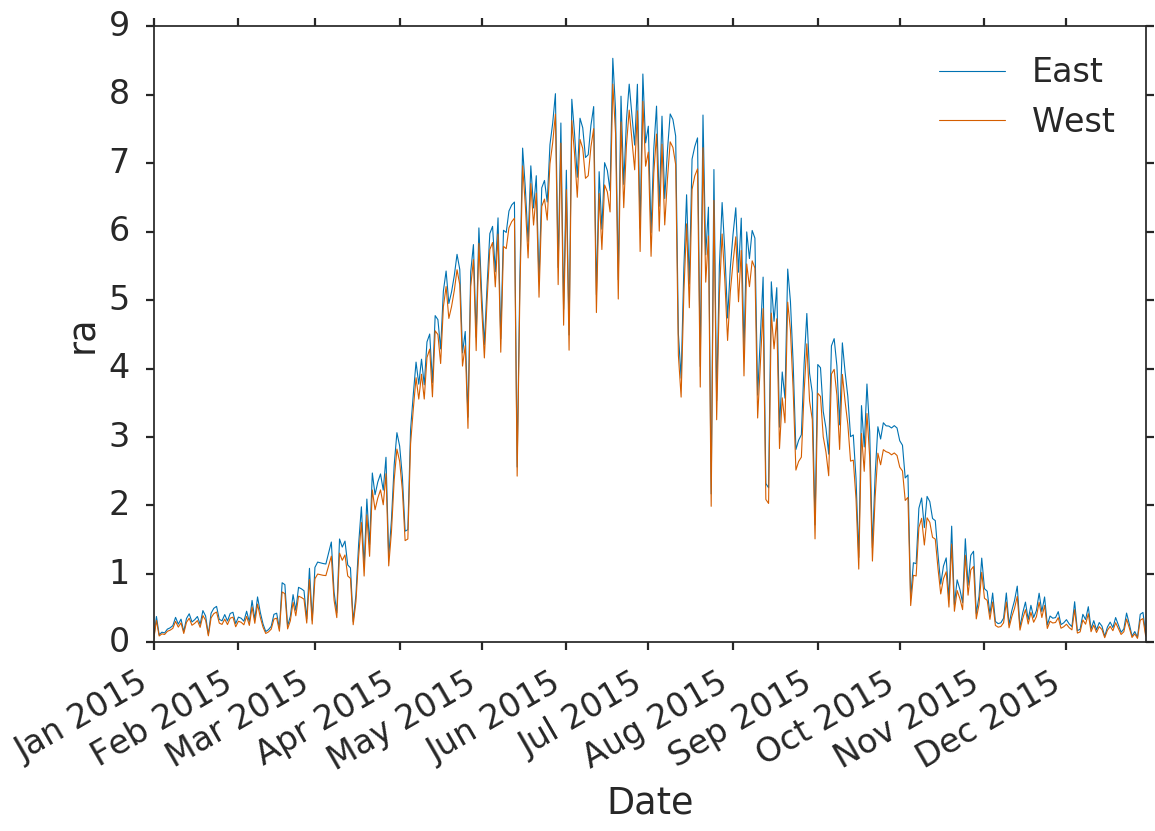 9
8
7
6
5
4
3
2
1
0
ra
East
West
Jan 2015
Feb 2015
Mar 2015
Apr 2015
May 2015
Jun 2015
Jul 2015
Aug 2015
Sep 2015
Oct 2015
Nov 2015
Dec 2015
Date